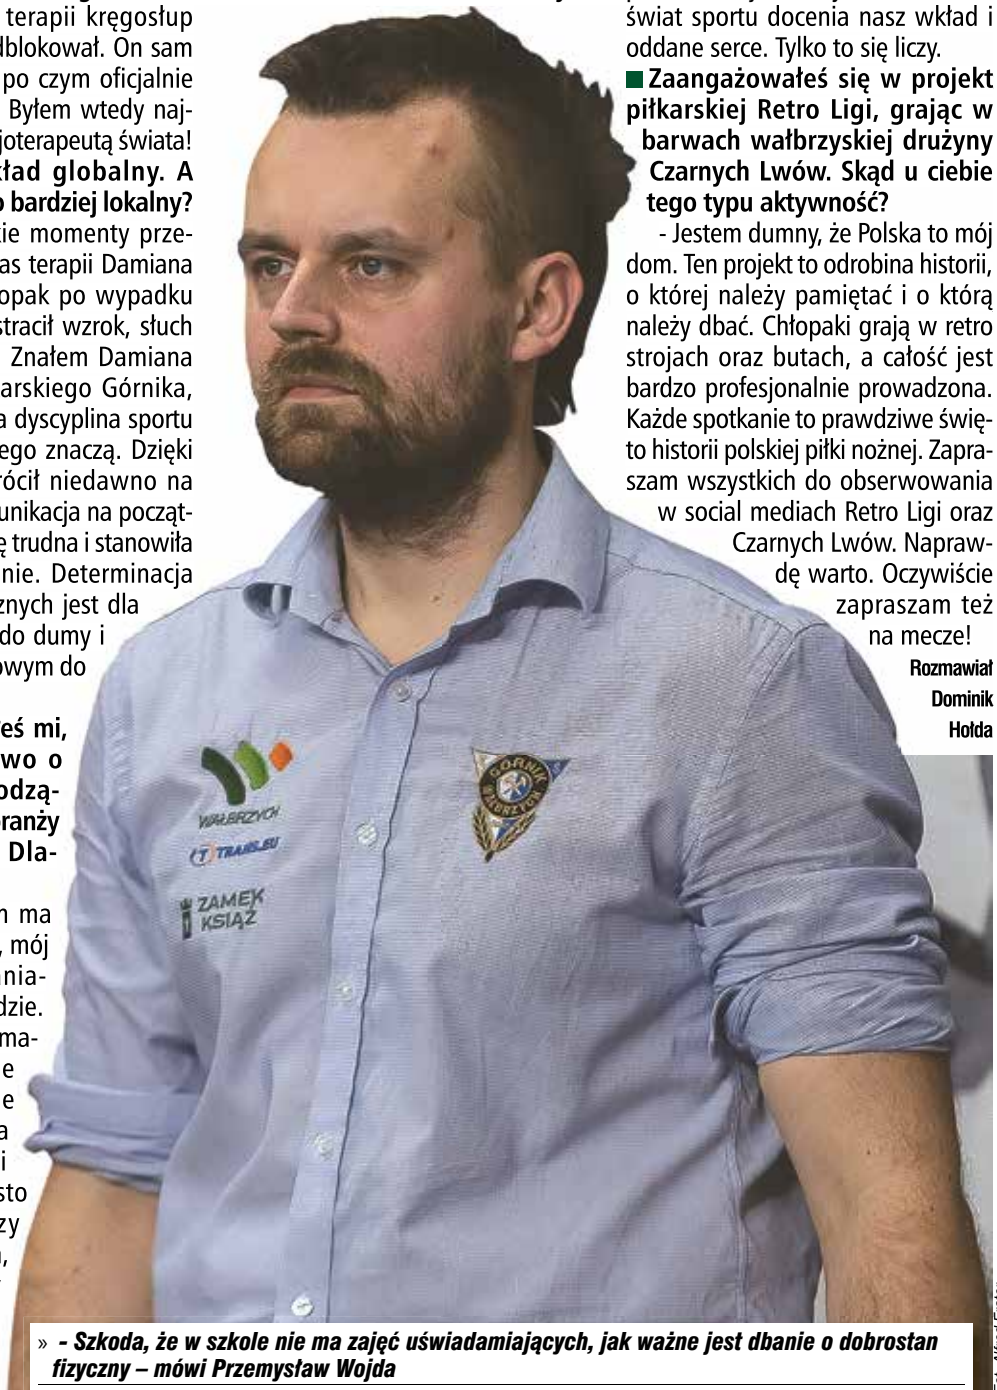 terapii kręgosłup
dblokował. On sam
po czym oficjalnie
Byłem wtedy naj-
joterapeutą świata!
kład globalny. A
o bardziej lokalny?
kie momenty prze-
as terapii Damiana
opak po wypadku
stracił wzrok, słuch
Znałem Damiana
arskiego Górnika,
a dyscyplina sportu
ego znaczą. Dzięki
rócił niedawno na
unikacja na począt-
ę trudna i stanowiła
nie. Determinacja
znych jest dla
do dumy i
owym do
eś mi,
wo o
odzą-
branży
Dla-
m ma
, mój
nia-
dzie.
ma-
e
e
a
i
sto
zy
świat sportu docenia nasz wkład i
oddane serce. Tylko to się liczy.
Zaangażowałeś się w projekt
piłkarskiej Retro Ligi, grając w
barwach wałbrzyskiej drużyny
Czarnych Lwów. Skąd u ciebie
tego typu aktywność?
- Jestem dumny, że Polska to mój
dom. Ten projekt to odrobina historii,
o której należy pamiętać i o którą
należy dbać. Chłopaki grają w retro
strojach oraz butach, a całość jest
bardzo profesjonalnie prowadzona.
Każde spotkanie to prawdziwe świę-
to historii polskiej piłki nożnej. Zapra-
szam wszystkich do obserwowania
w social mediach Retro Ligi oraz
Czarnych Lwów. Napraw-
dę warto. Oczywiście
zapraszam też
na mecze!
Rozmawiał
Dominik
Hołda
WAŁBRZYCH
TRANS.EU
ZAMEK
KSIĄŻ
GÓRNIK
WAŁBRZYCH
» - Szkoda, że w szkole nie ma zajęć uświadamiających, jak ważne jest dbanie o dobrostan
fizyczny – mówi Przemysław Wojda